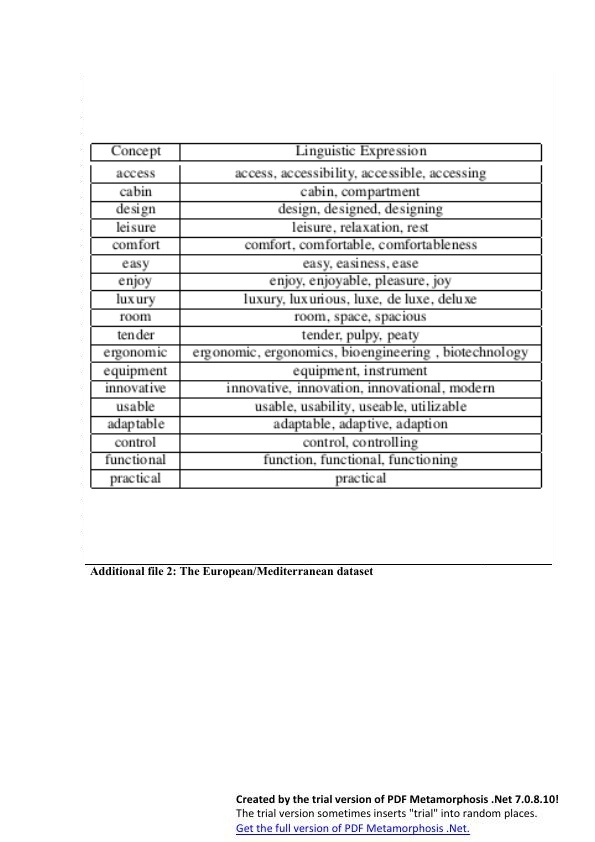 Concept Linguistic Expression
access access, accessibility, accessible, accessing
cabin cabin, compartment
design design, designed, designing
leisure leisure, relaxation, rest
comfort comfort, comfortable, comfortableness
easy easy, easiness, ease
enjoy enjoy, enjoyable, pleasure, joy
luxury luxury, luxurious, luxe, de luxe, deluxe
room room, space, spacious
tender tender, pulpy, peaty
ergonomic ergonomic, ergonomics, bioengineering , biotechnology
equipment equipment, instrument
innovative innovative, innovation, innovational, modern
usable usable, usability, useable, utilizable
adaptable adaptable, adaptive, adaption
control control, controlling
functional function, functional, functioning
practical practical
Additional file 2: The European/Mediterranean dataset
Created by the trial version of PDF Metamorphosis .Net 7.0.8.10!
The trial version sometimes inserts "trial" into random places.
Get the full version of PDF Metamorphosis .Net.